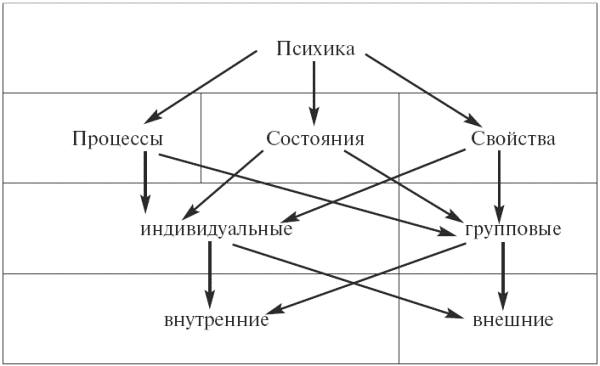 Психика
Процессы Состояния Свойства
индивидуальные групповые
внутренние внешние